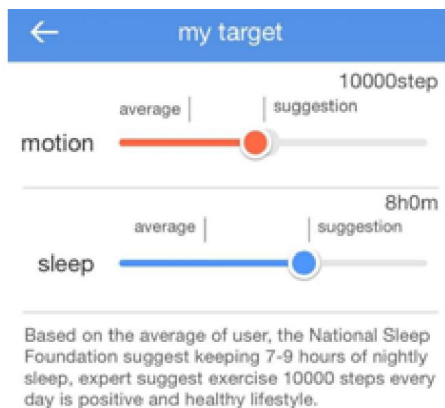 my target
10000step
average suggestion
motion
8h0m
average suggestion
sleep
Based on the average of user, the National Sleep
Foundation suggest keeping 7-9 hours of nightly
sleep, expert suggest exercise 10000 steps every
day is positive and healthy lifestyle.